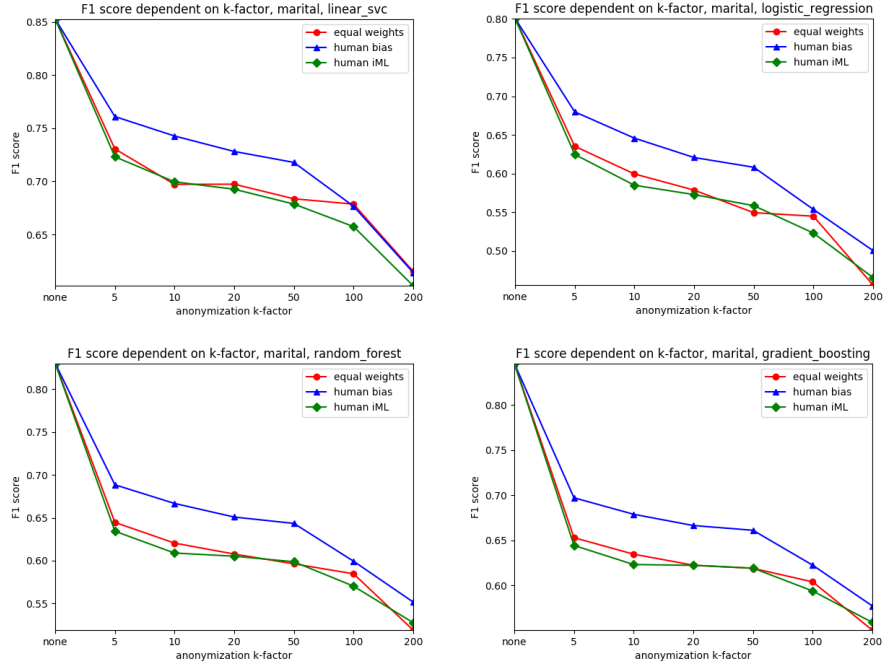 F1 score dependent on k-factor, marital, linear_svc
0.85
0.80
0.75
0.70
0.65
F1 score
equal weights
human bias
human iML
none 5 10 20 50 100 200
anonymization k-factor
F1 score dependent on k-factor, marital, logistic_regression
0.80
0.75
0.70
0.65
0.60
0.55
0.50
F1 score
equal weights
human bias
human iML
none 5 10 20 50 100 200
anonymization k-factor
F1 score dependent on k-factor, marital, random_forest
0.80
0.75
0.70
0.65
0.60
0.55
F1 score
equal weights
human bias
human iML
none 5 10 20 50 100 200
anonymization k-factor
F1 score dependent on k-factor, marital, gradient_boosting
0.80
0.75
0.70
0.65
0.60
F1 score
equal weights
human bias
human iML
none 5 10 20 50 100 200
anonymization k-factor